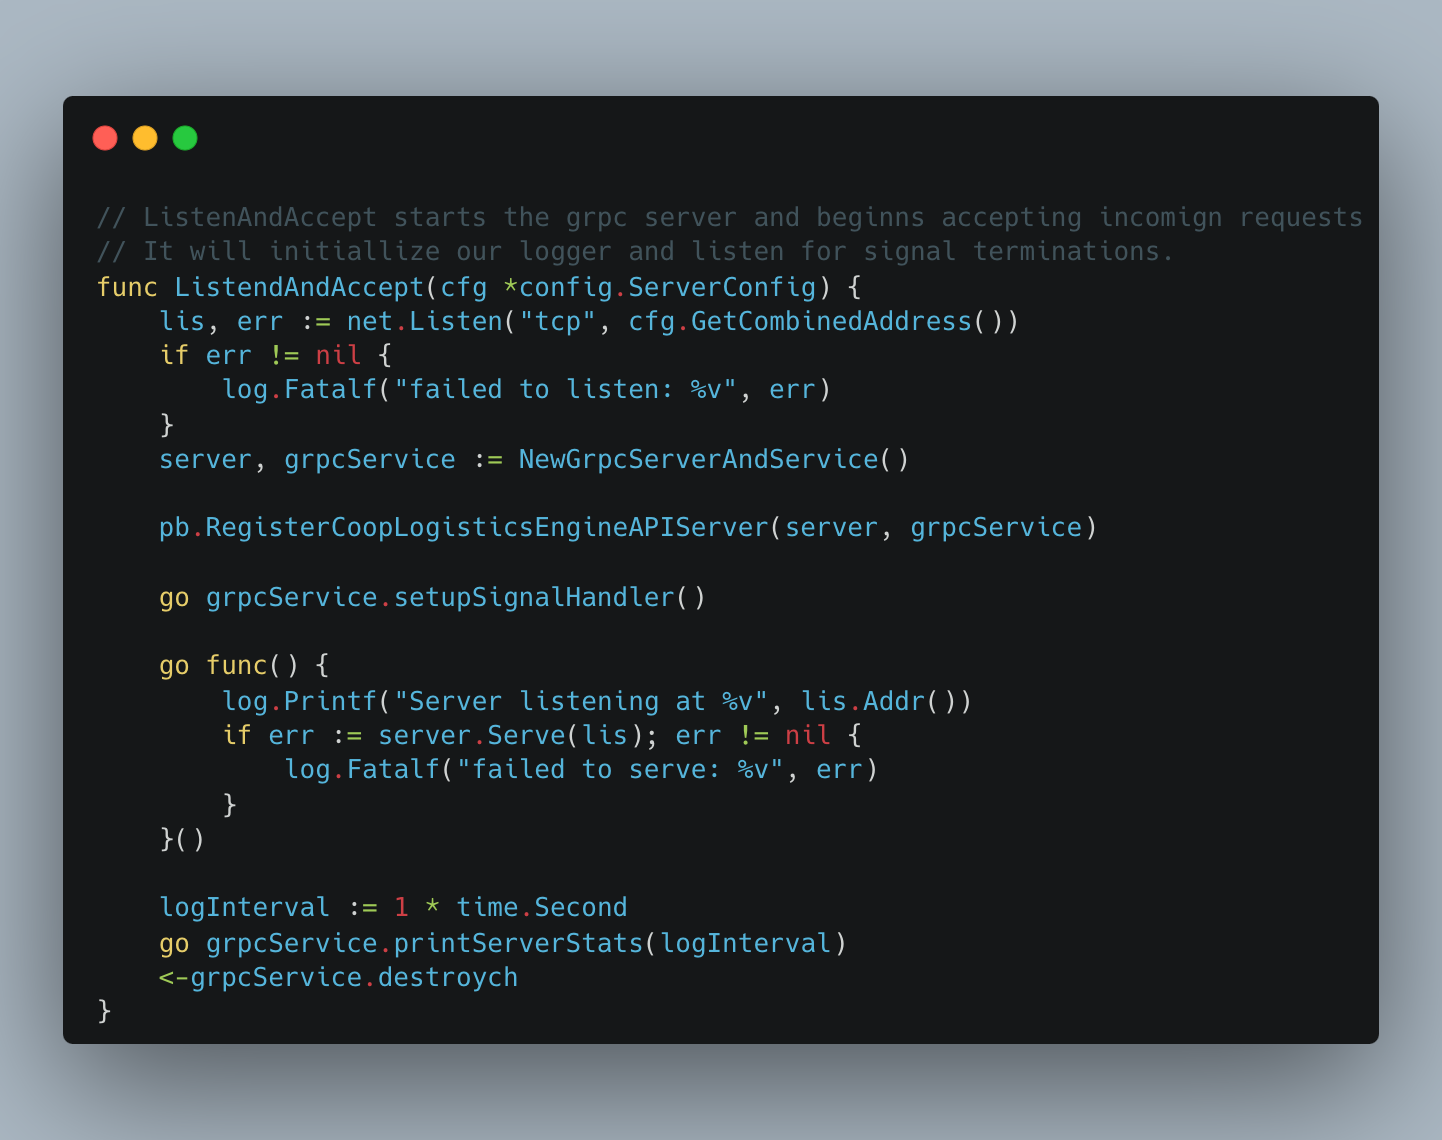 // ListenAndAccept starts the grpc server and beginns accepting incomign requests
// It will initiallize our logger and listen for signal terminations.
func ListendAndAccept(cfg *config.ServerConfig) {
    lis, err := net.Listen("tcp", cfg.GetCombinedAddress())
    if err != nil {
        log.Fatalf("failed to listen: %v", err)
    }
    server, grpcService := NewGrpcServerAndService()
    pb.RegisterCoopLogisticsEngineAPIServer(server, grpcService)
    go grpcService.setupSignalHandler()
    go func() {
        log.Printf("Server listening at %v", lis.Addr())
        if err := server.Serve(lis); err != nil {
            log.Fatalf("failed to serve: %v", err)
        }
    }()
    logInterval := 1 * time.Second
    go grpcService.printServerStats(logInterval)
    <-grpcService.destroych
}